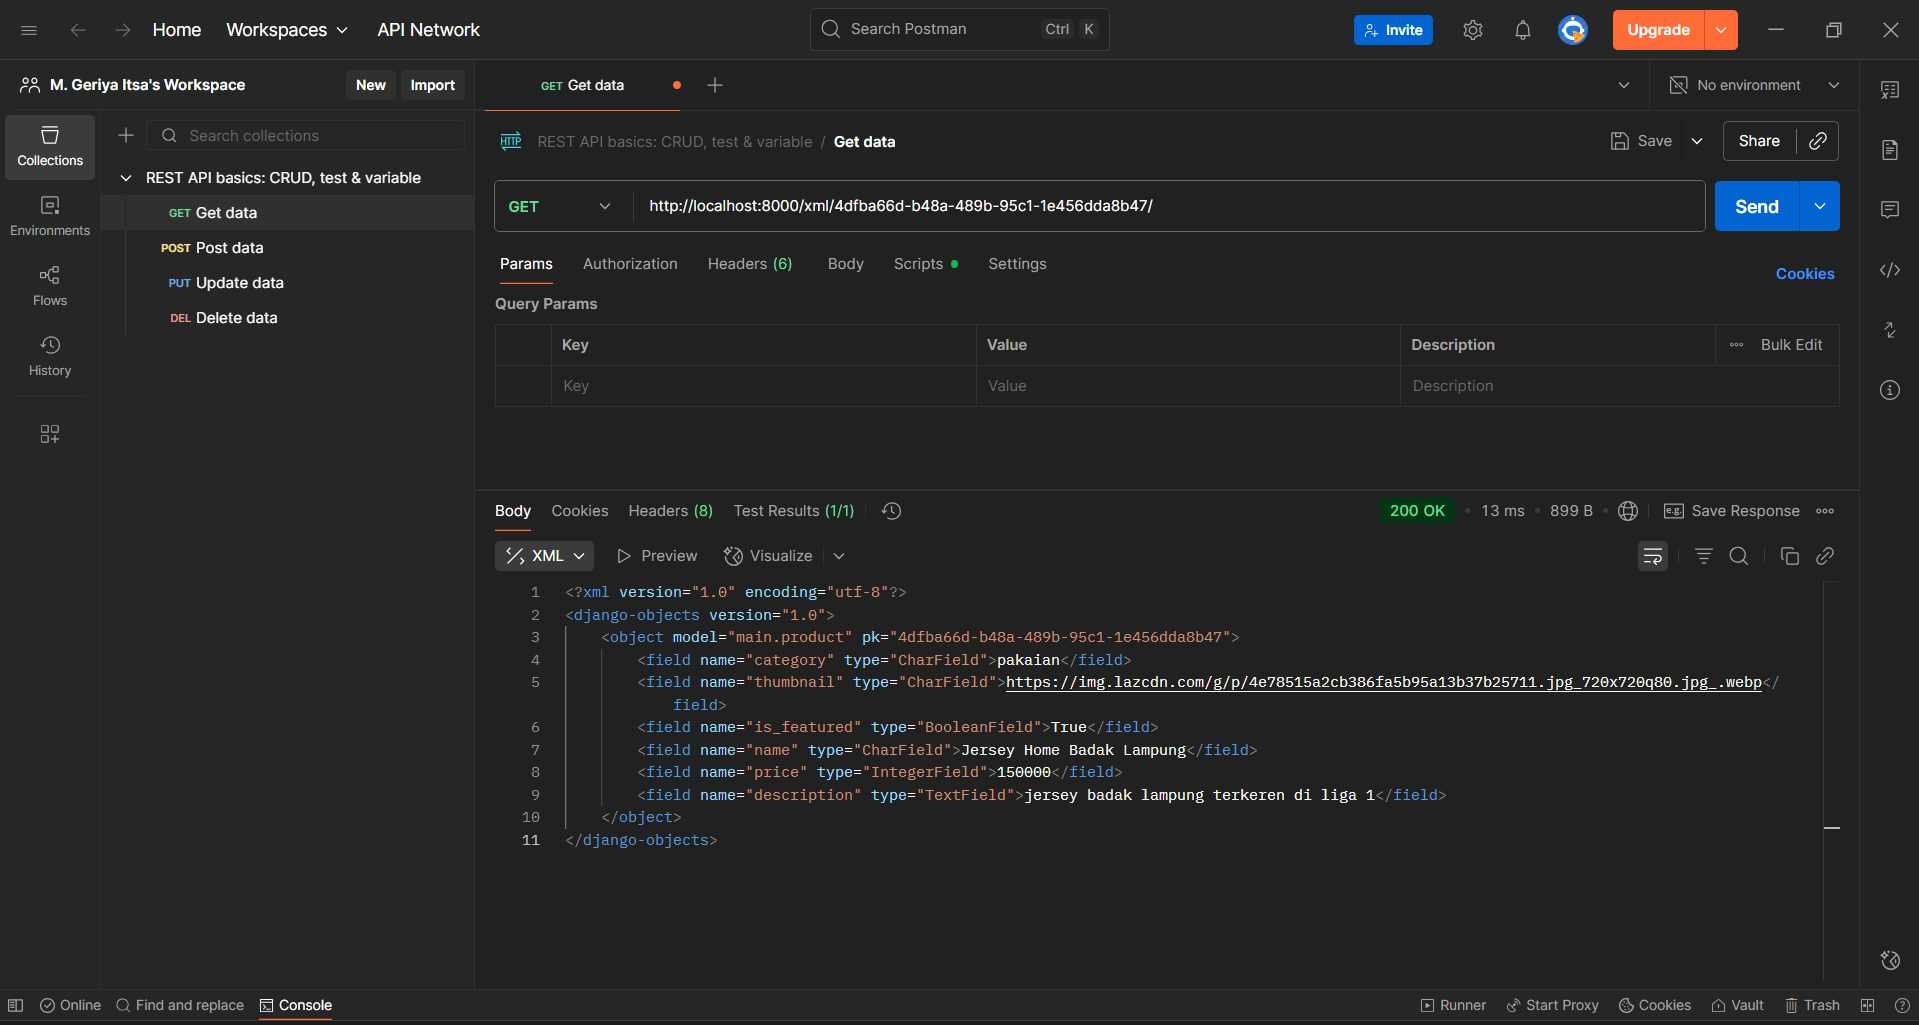 Home
Workspaces
API Network
Search Postman
Ctrl K
Invite
Upgrade
M. Geriya Itsa's Workspace
New
Import
GET Get data
No environment
Collections
Environments
Flows
History
Search collections
REST API basics: CRUD, test & variable
GET Get data
POST Post data
PUT Update data
DEL Delete data
HTTP REST API basics: CRUD, test & variable / Get data
Save
Share
GET http://localhost:8000/xml/4dfba66d-b48a-489b-95c1-1e456dda8b47/
Send
Params Authorization Headers (6) Body Scripts Settings
Cookies
Query Params
Key Value Description Bulk Edit
Key Value Description
Body Cookies Headers (8) Test Results (1/1)
200 OK • 13 ms • 899 B •
e.g. Save Response
XML Preview Visualize
1 <?xml version="1.0" encoding="utf-8"?>
2 <django-objects version="1.0">
3 <object model="main.product" pk="4dfba66d-b48a-489b-95c1-1e456dda8b47">
4 <field name="category" type="CharField">pakaian</field>
5 <field name="thumbnail" type="CharField">https://img.lazcdn.com/g/p/4e78515a2cb386fa5b95a13b37b25711.jpg_720x720q80.jpg_.webp</
field>
6 <field name="is_featured" type="BooleanField">True</field>
7 <field name="name" type="CharField">Jersey Home Badak Lampung</field>
8 <field name="price" type="IntegerField">150000</field>
9 <field name="description" type="TextField">jersey badak lampung terkeren di liga 1</field>
10 </object>
11 </django-objects>
Online
Find and replace
Console
Runner
Start Proxy
Cookies
Vault
Trash